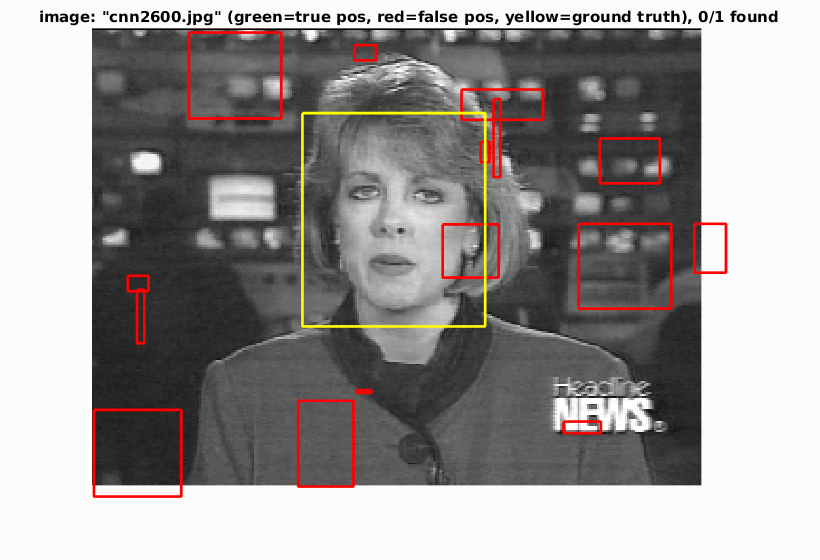 image: "cnn2600.jpg" (green=true pos, red=false pos, yellow=ground truth), 0/1 found
Headline
NEWS